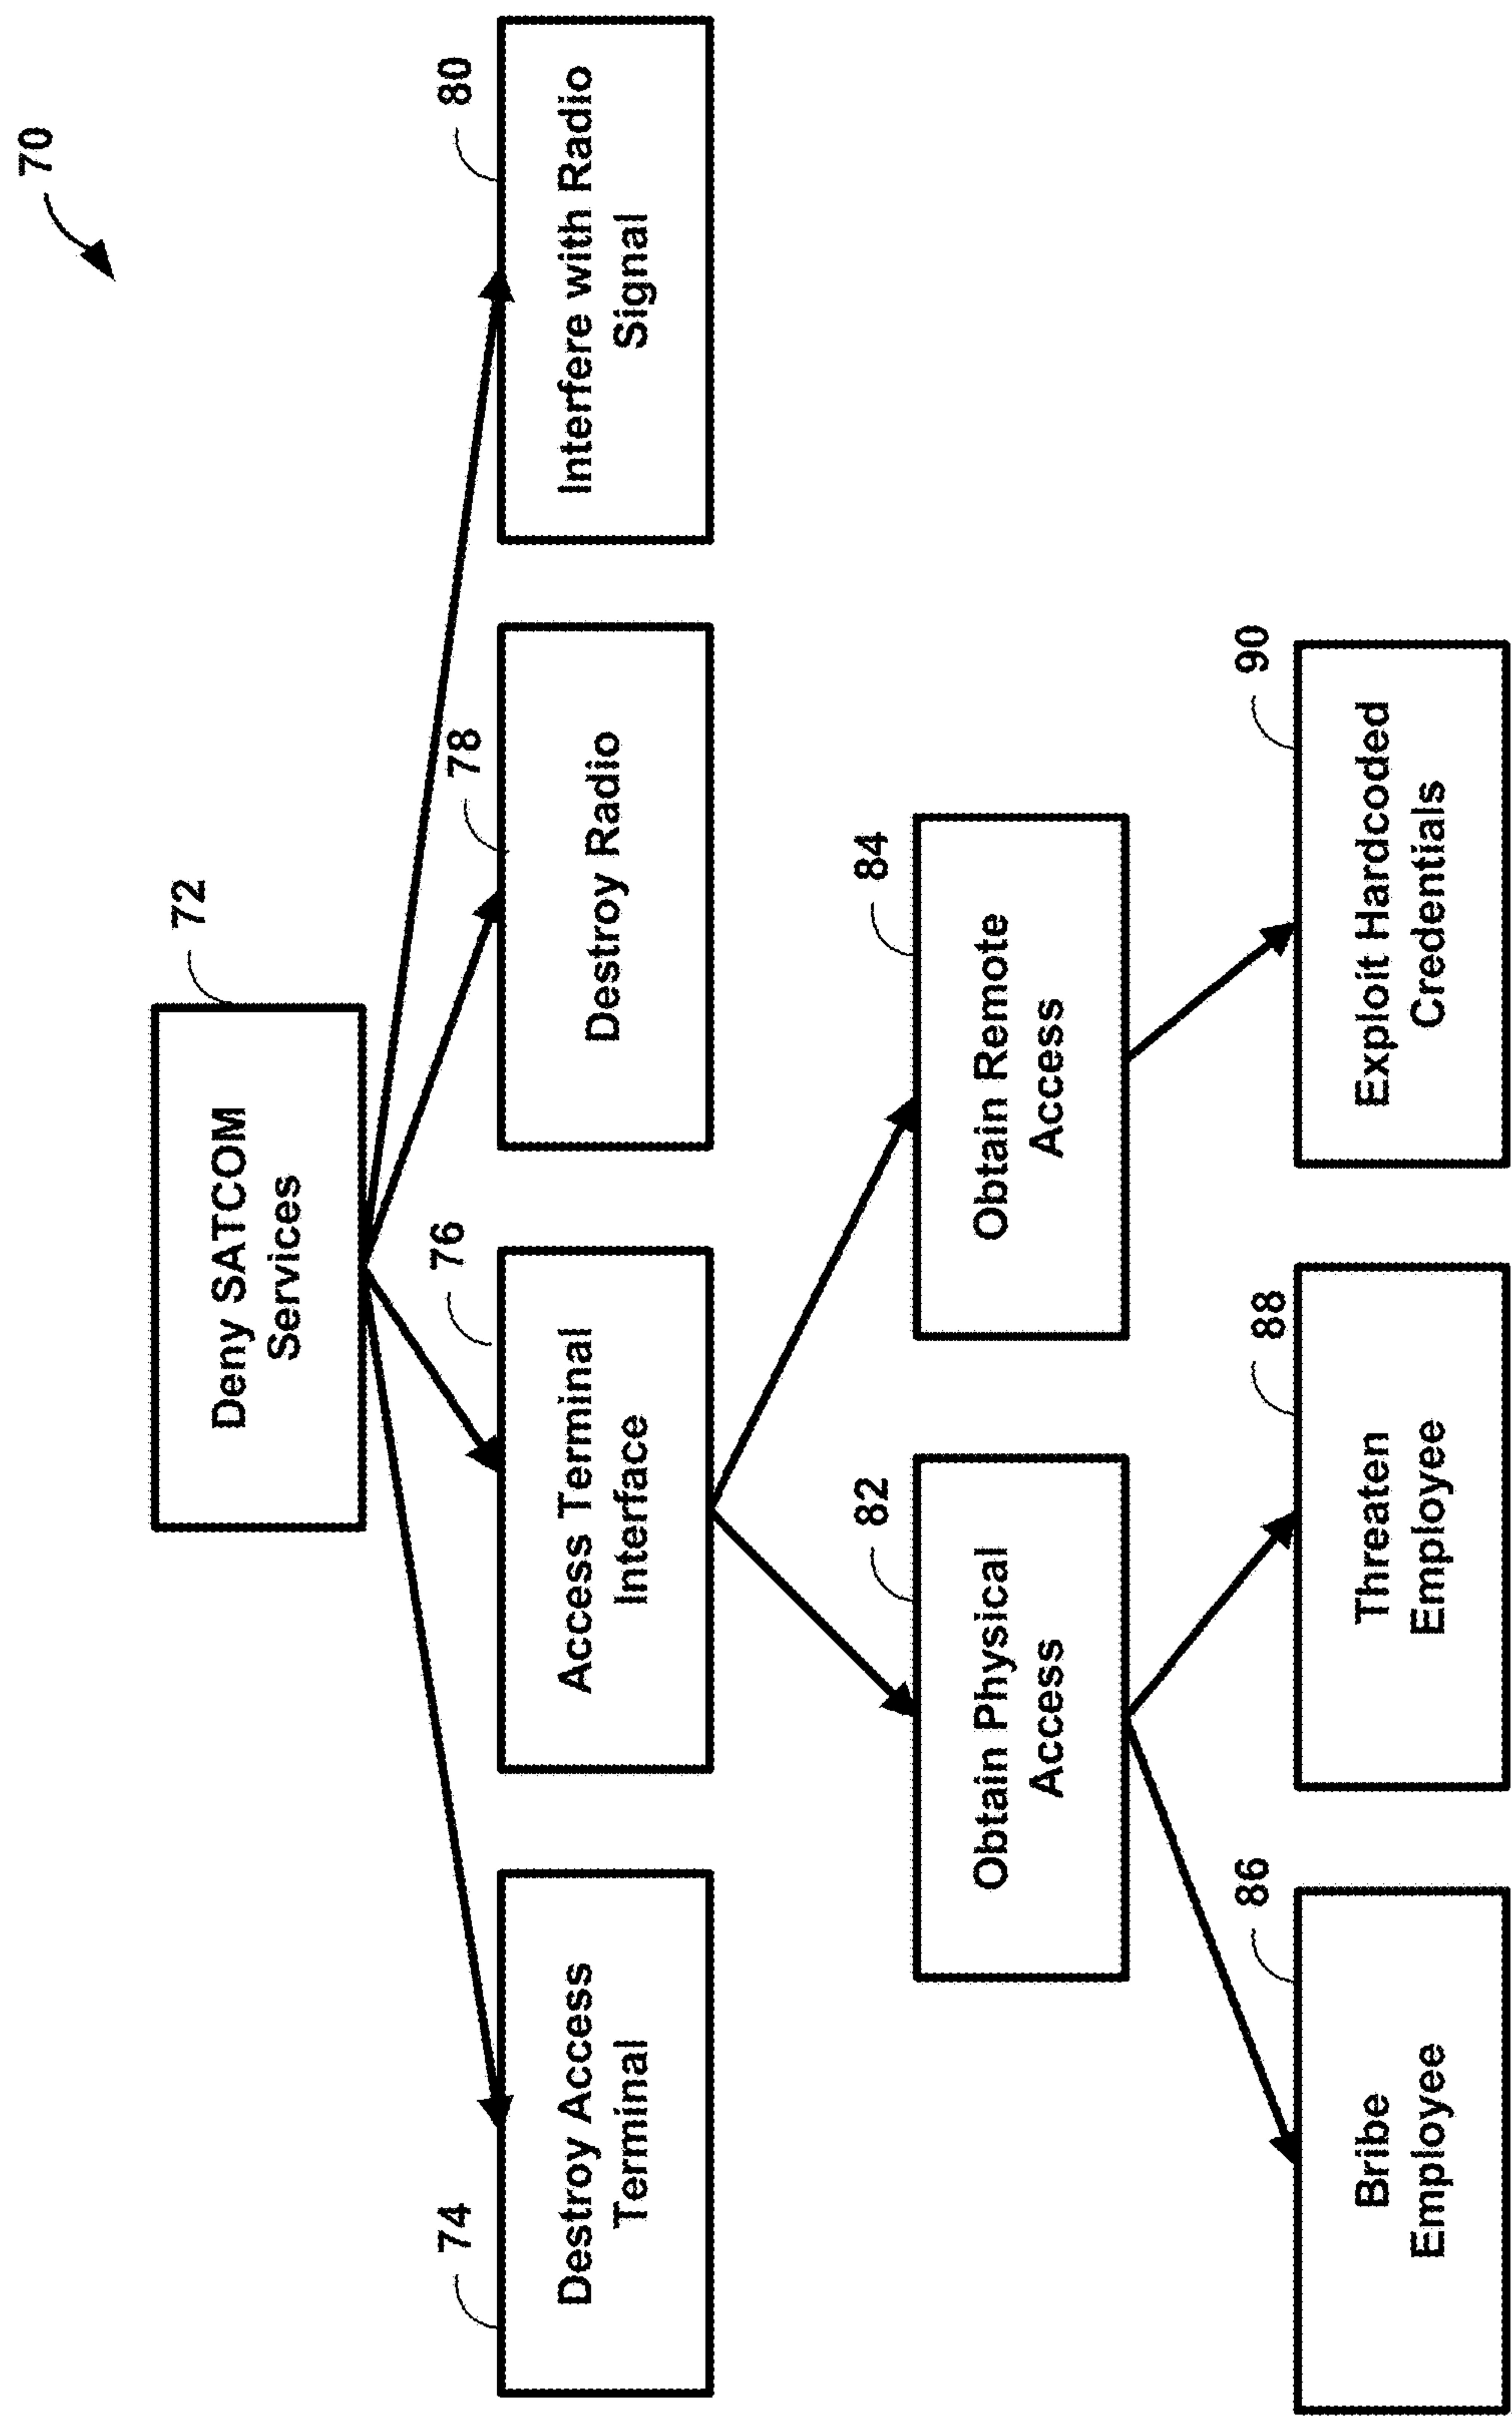 70
72
Deny SATCOM
Services
74
Destroy Access
Terminal
76
Access Terminal
Interface
78
Destroy Radio
80
Interfere with Radio
Signal
82
Obtain Physical
Access
84
Obtain Remote
Access
86
Bribe
Employee
88
Threaten
Employee
90
Exploit Hardcoded
Credentials